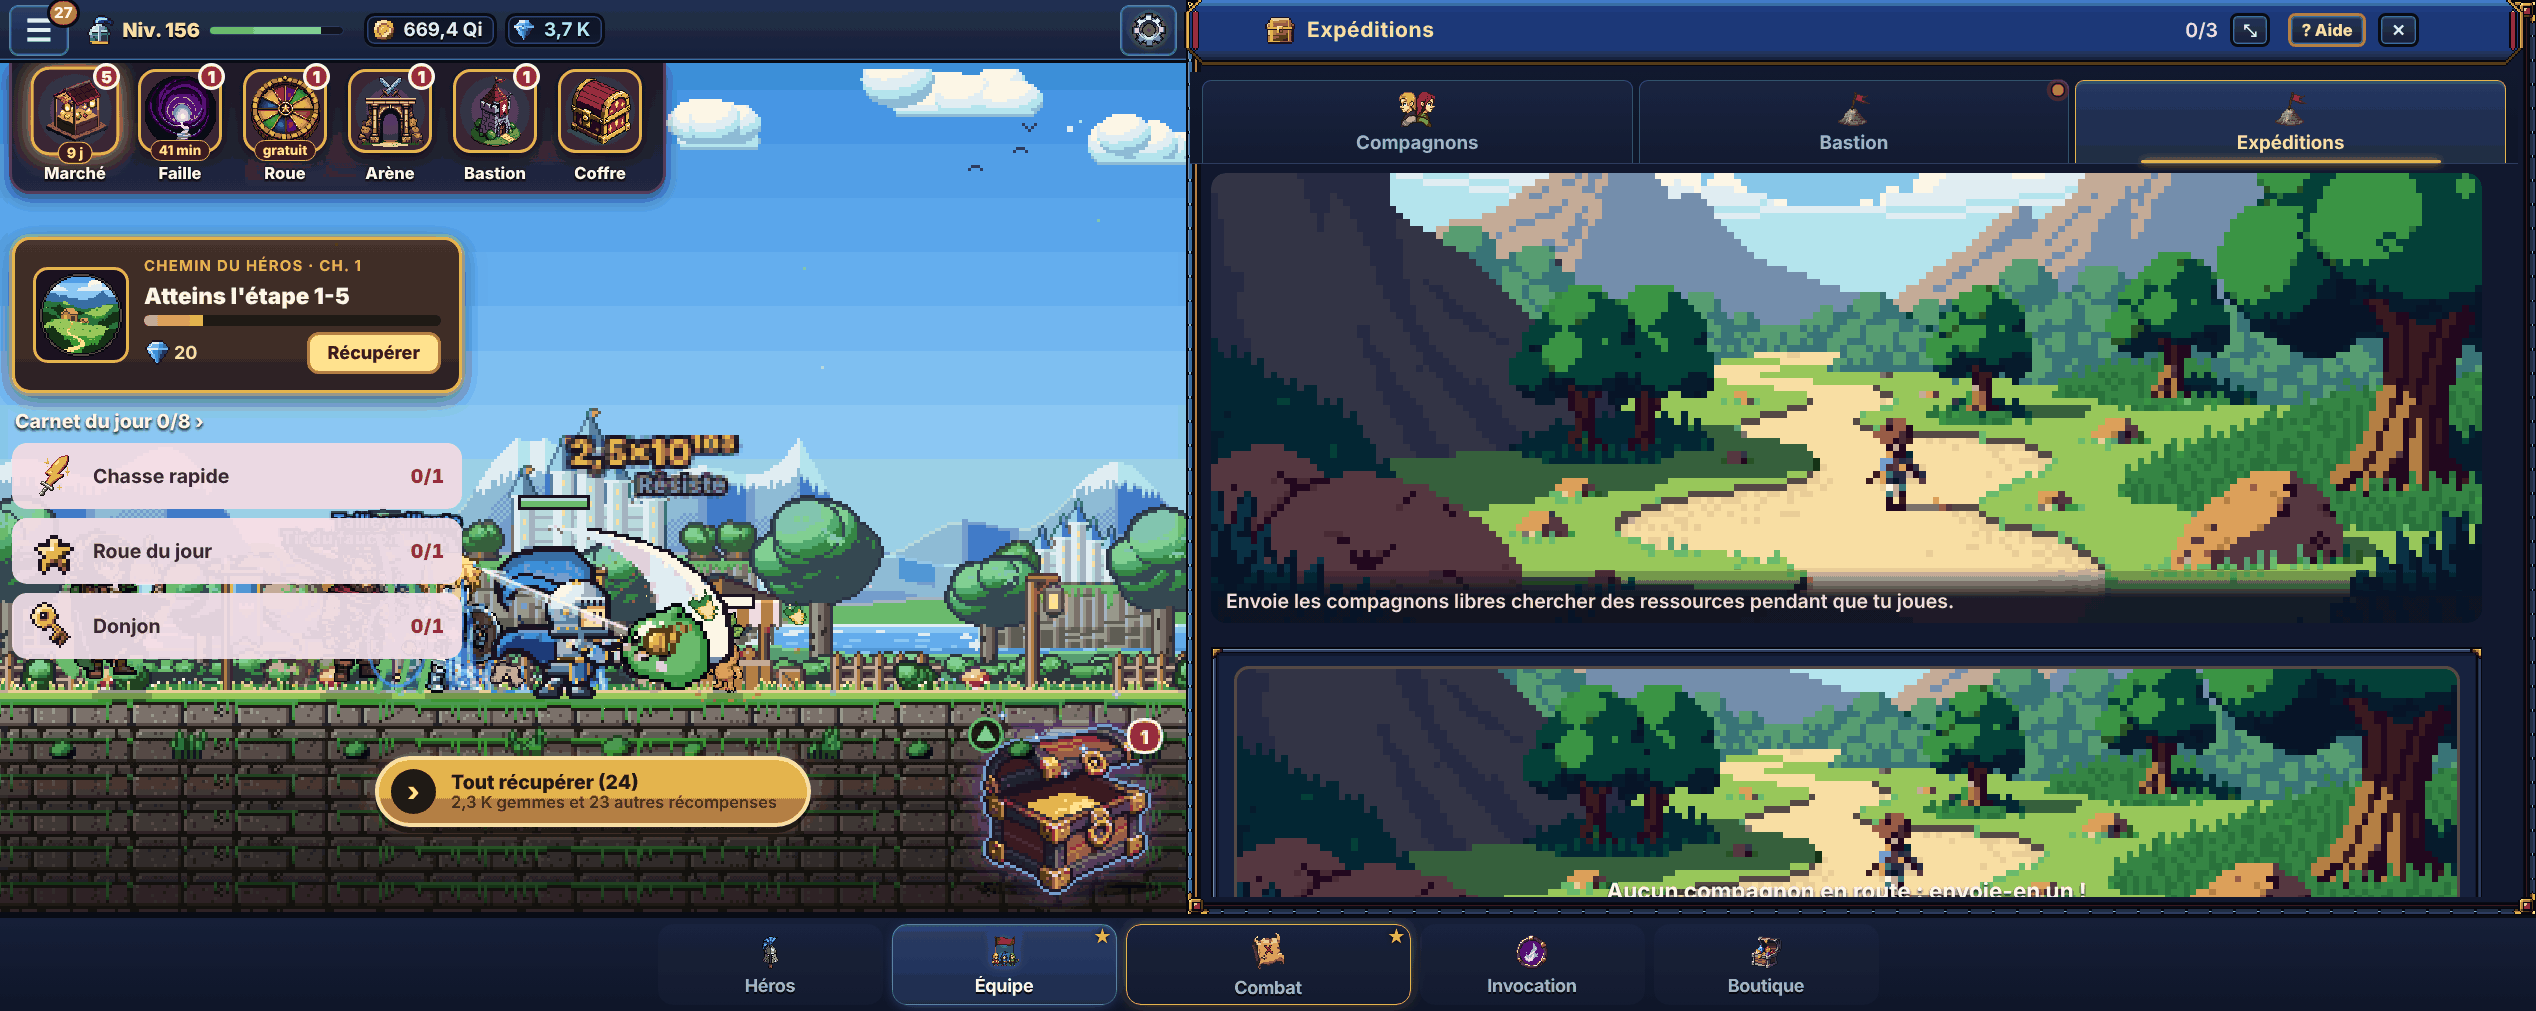 27
Niv. 156
669,4 Qi
3,7 K
5
1
1
1
1
9 j
41 min
gratuit
Marché
Faille
Roue
Arène
Bastion
Coffre
CHEMIN DU HÉROS · CH. 1
Atteins l'étape 1-5
20
Récupérer
Carnet du jour 0/8 ›
Chasse rapide 0/1
Roue du jour 0/1
Donjon 0/1
2,5×10¹⁰³
Résiste
Tout récupérer (24)
2,3 K gemmes et 23 autres récompenses
1
Expéditions
0/3
? Aide
Compagnons
Bastion
Expéditions
Envoie les compagnons libres chercher des ressources pendant que tu joues.
Aucun compagnon en route : envoie-en un !
Héros
Équipe
Combat
Invocation
Boutique